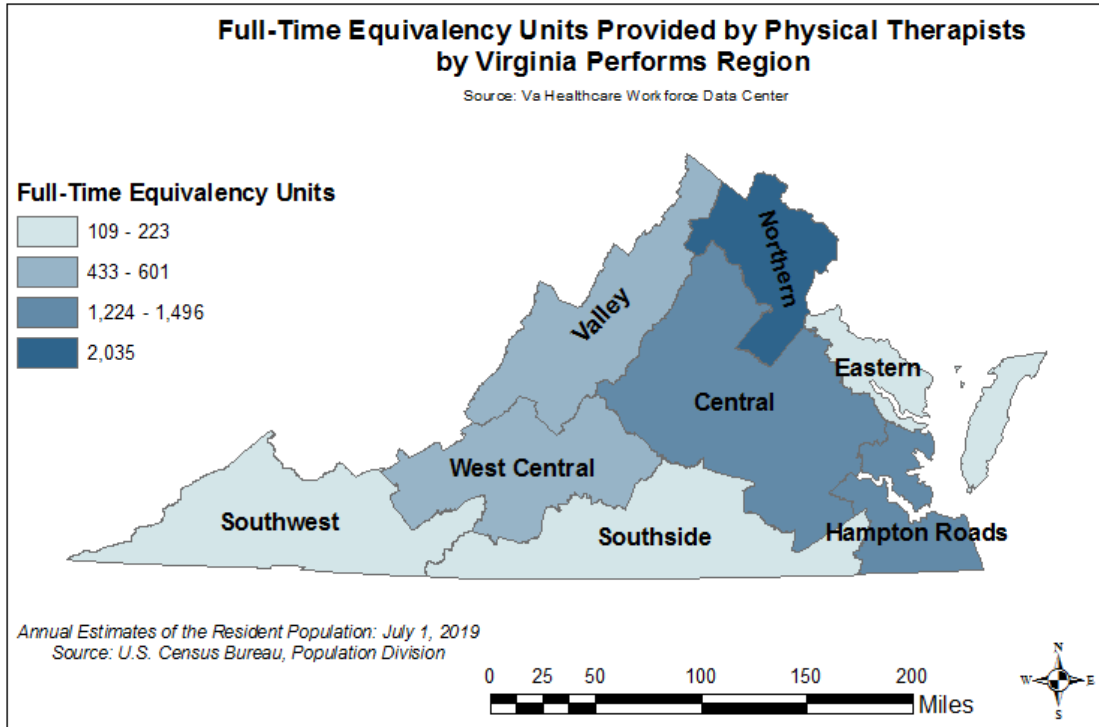 Full-Time Equivalency Units Provided by Physical Therapists
by Virginia Performs Region
Source: Va Healthcare Workforce Data Center
Full-Time Equivalency Units
109 - 223
433 - 601
1,224 - 1,496
2,035
Northern
Valley
Eastern
Central
West Central
Southwest
Southside
Hampton Roads
Annual Estimates of the Resident Population: July 1, 2019
Source: U.S. Census Bureau, Population Division
0 25 50 100 150 200
Miles
N
W E
S